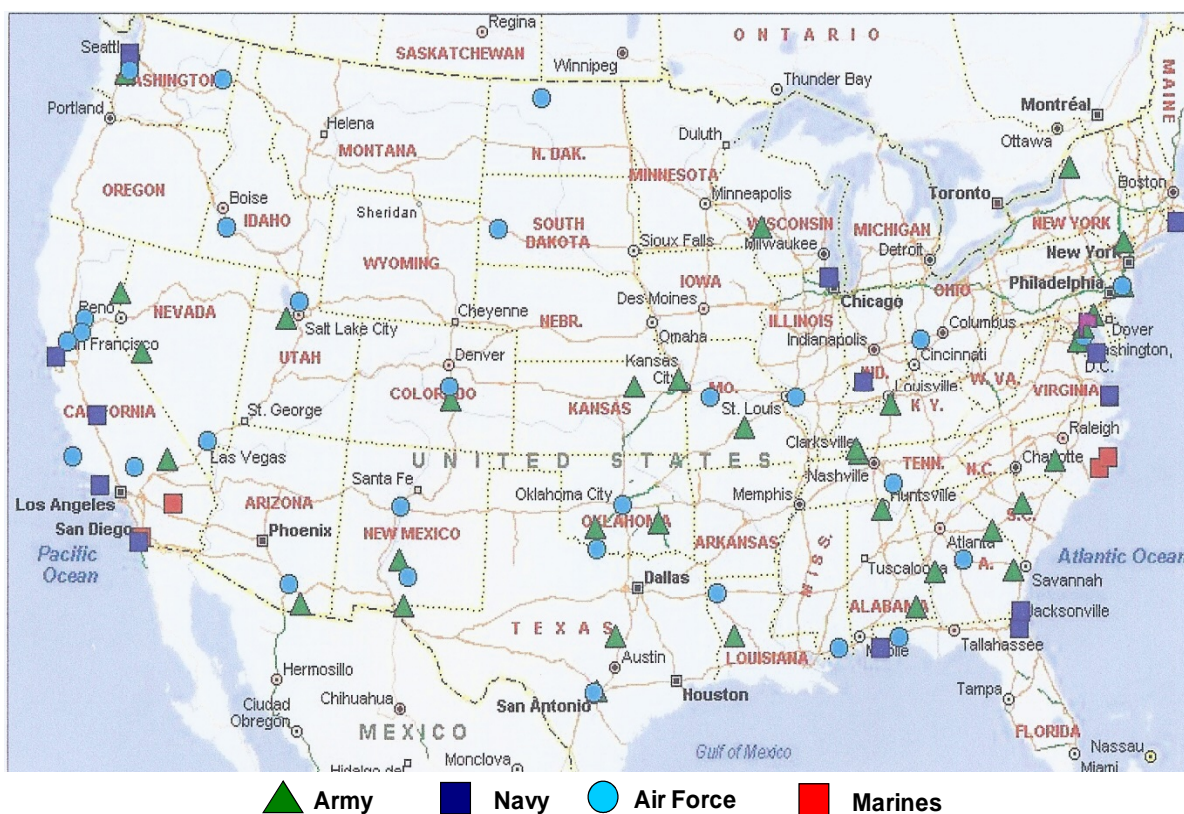 Regina
ONTARIO
SASKATCHEWAN
Winnipeg
Thunder Bay
MAINE
Seattl
WASHINGTON
Montréal
Portland
Helena
Duluth
Ottawa
MONTANA
N. DAK.
MINNESOTA
OREGON
Boise
Minneapolis
Toronto
Boston
IDAHO
Sheridan
SOUTH
DAKOTA
WISCONSIN
MICHIGAN
NEW YORK
Milwaukee
Detroit
New York
WYOMING
Sioux Falls
IOWA
Philadelphia
Reno
NEVADA
Salt Lake City
Cheyenne
NEBR.
Des Moines
Chicago
OHIO
Omaha
ILLINOIS
Columbus
Dover
n Francisco
UTAH
Denver
Indianapolis
Cincinnati
ashington,
D.C.
COLORADO
Kansas
City
MO.
IND.
W. VA.
VIRGINIA
CALIFORNIA
St. George
KANSAS
St. Louis
Louisville
K Y.
Raleigh
Las Vegas
UNITED STATES
Clarksville
Nashville
TENN.
N.C.
Charlotte
Santa Fe
Oklahoma City
Memphis
Huntsville
Los Angeles
ARIZONA
San Diego
Phoenix
NEW MEXICO
OKLAHOMA
ARKANSAS
S.C.
Atlanta
Pacific
Ocean
Dallas
MISS
Tuscaloosa
A.
Savannah
Atlantic Ocean
ALABAMA
Jacksonville
TEXAS
LOUISIANA
Mobile
Tallahassee
Hermosillo
Austin
Ciudad
Obregón
Chihuahua
San Antonio
Houston
Tampa
MEXICO
FLORIDA
Monclova
Gulf of Mexico
Nassau
Miami
Hidalgo del
Army Navy Air Force Marines